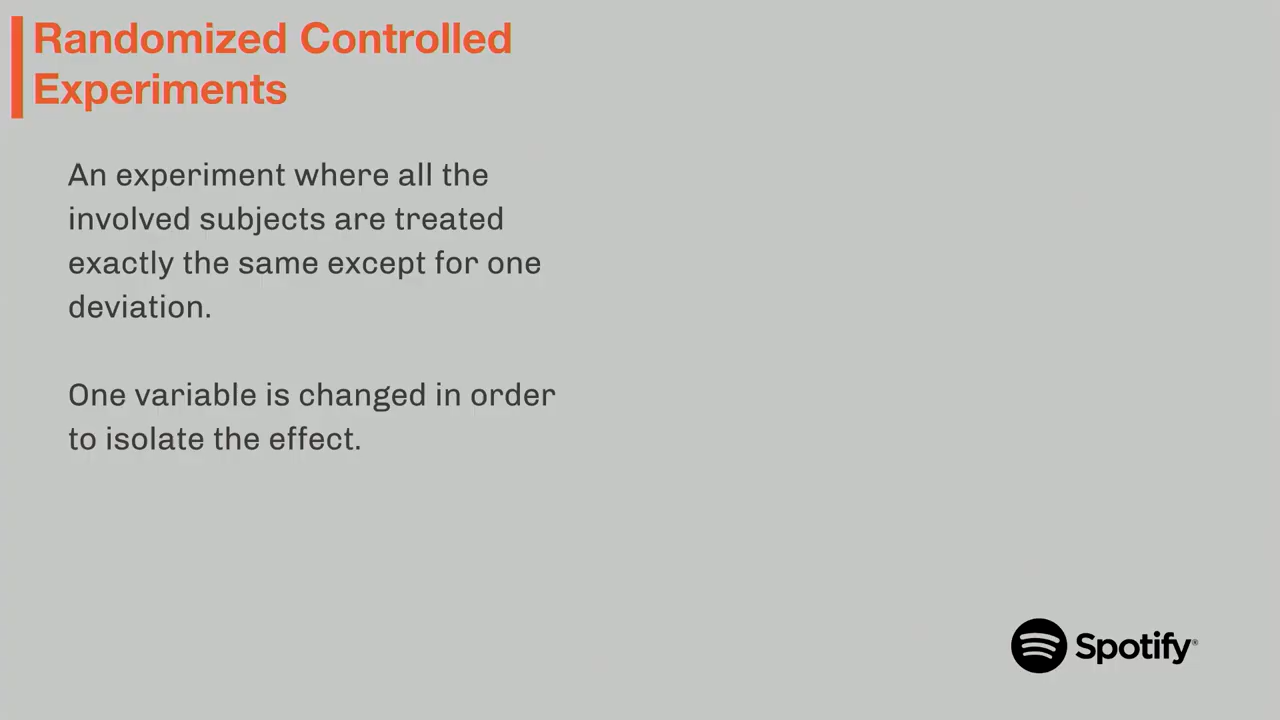 Randomized Controlled
Experiments
An experiment where all the
involved subjects are treated
exactly the same except for one
deviation.
One variable is changed in order
to isolate the effect.
Spotify®